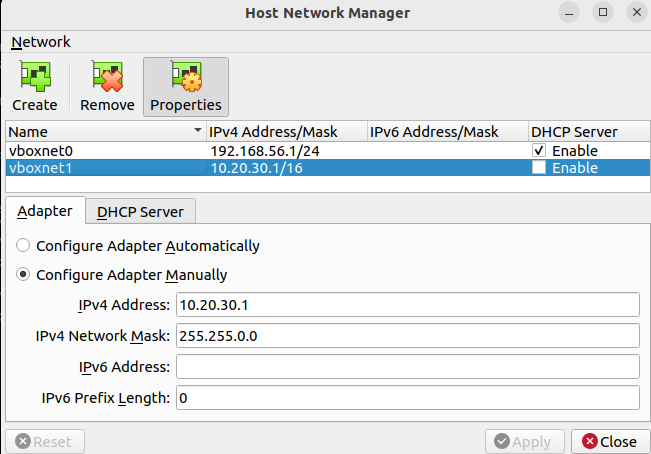 Host Network Manager
Network
Create Remove Properties
Name IPv4 Address/Mask IPv6 Address/Mask DHCP Server
vboxnet0 192.168.56.1/24 Enable
vboxnet1 10.20.30.1/16 Enable
Adapter DHCP Server
Configure Adapter Automatically
Configure Adapter Manually
IPv4 Address: 10.20.30.1
IPv4 Network Mask: 255.255.0.0
IPv6 Address:
IPv6 Prefix Length: 0
Reset Apply Close